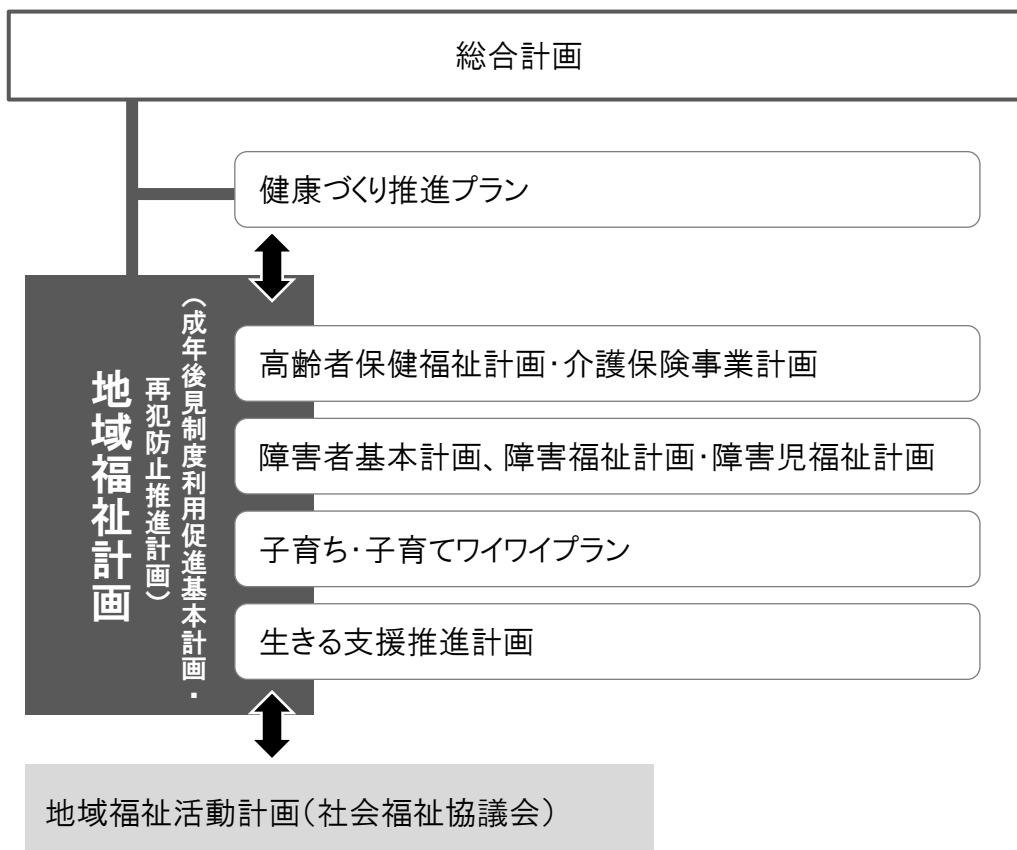 総合計画
健康づくり推進プラン
地域福祉計画
（成年後見制度利用促進基本計画・
再犯防止推進計画）
高齢者保健福祉計画・介護保険事業計画
障害者基本計画、障害福祉計画・障害児福祉計画
子育ち・子育てワイワイプラン
生きる支援推進計画
地域福祉活動計画（社会福祉協議会）